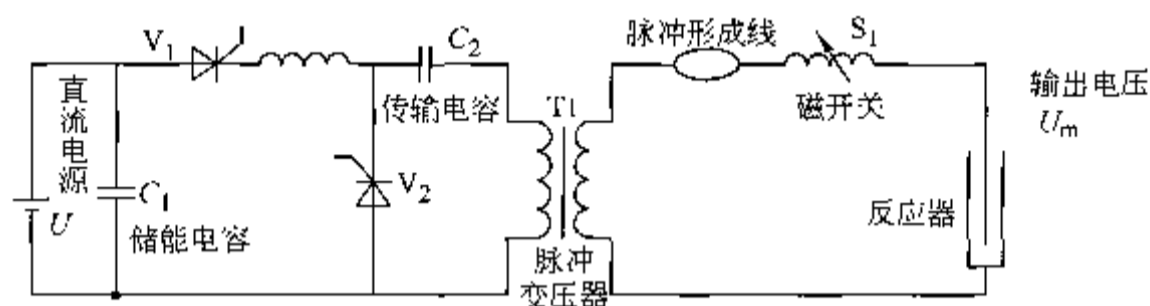 V₁
C₂
脉冲形成线
S₁
直流电源
传输电容
T1
磁开关
输出电压
Uₘ
U
C₁
储能电容
V₂
反应器
脉冲
变压器